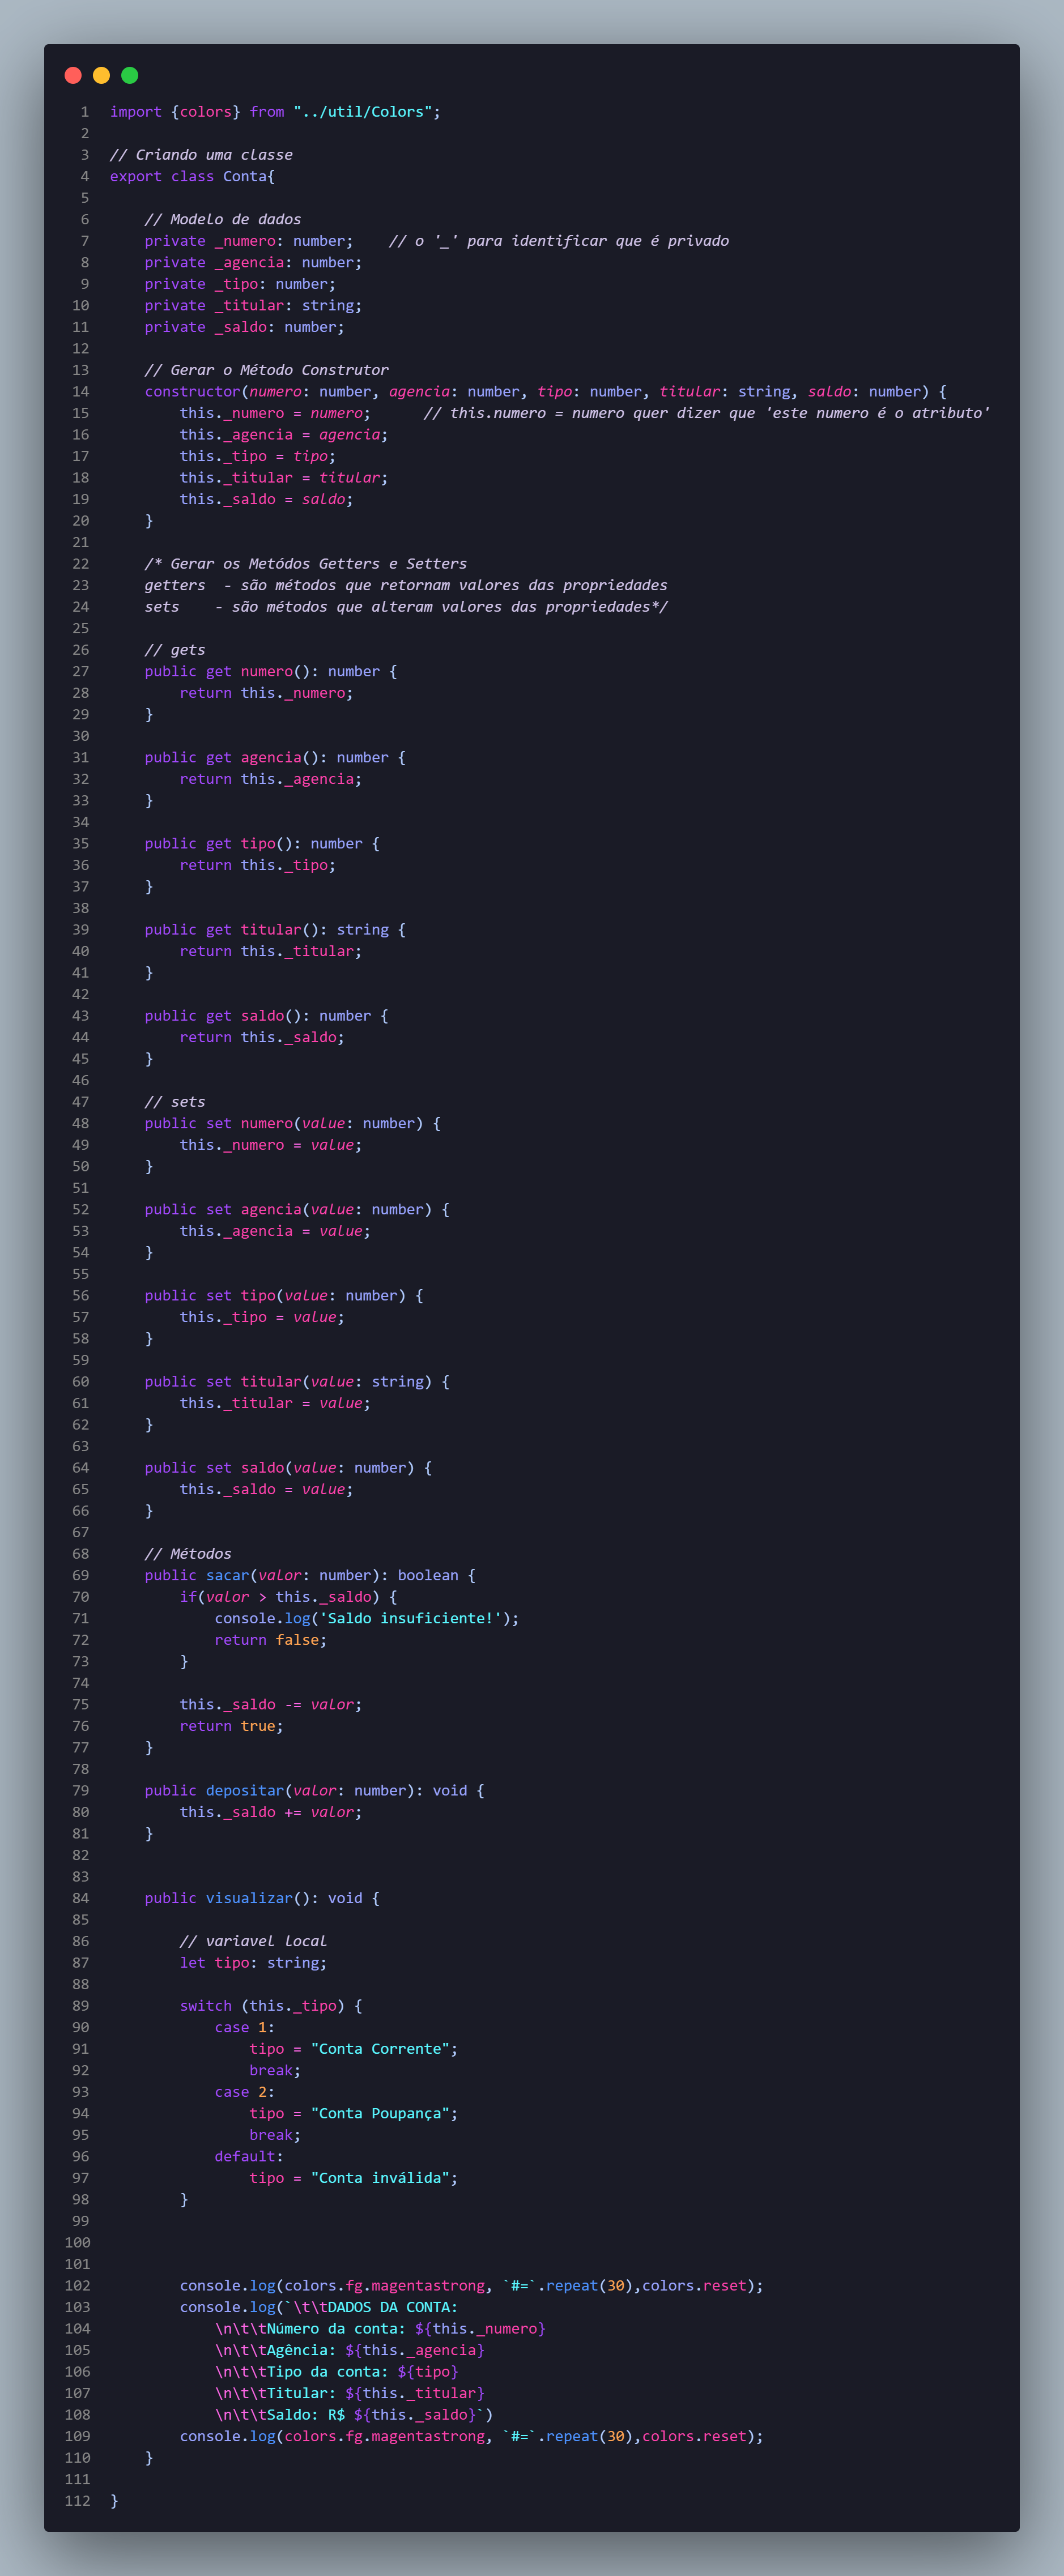 1 import {colors} from "../util/Colors";
2
3 // Criando uma classe
4 export class Conta{
5
6     // Modelo de dados
7     private _numero: number;    // o '_' para identificar que é privado
8     private _agencia: number;
9     private _tipo: number;
10     private _titular: string;
11     private _saldo: number;
12
13     // Gerar o Método Construtor
14     constructor(numero: number, agencia: number, tipo: number, titular: string, saldo: number) {
15         this._numero = numero;      // this.numero = numero quer dizer que 'este numero é o atributo'
16         this._agencia = agencia;
17         this._tipo = tipo;
18         this._titular = titular;
19         this._saldo = saldo;
20     }
21
22     /* Gerar os Metódos Getters e Setters
23     getters  - são métodos que retornam valores das propriedades
24     sets    - são métodos que alteram valores das propriedades*/
25
26     // gets
27     public get numero(): number {
28         return this._numero;
29     }
30
31     public get agencia(): number {
32         return this._agencia;
33     }
34
35     public get tipo(): number {
36         return this._tipo;
37     }
38
39     public get titular(): string {
40         return this._titular;
41     }
42
43     public get saldo(): number {
44         return this._saldo;
45     }
46
47     // sets
48     public set numero(value: number) {
49         this._numero = value;
50     }
51
52     public set agencia(value: number) {
53         this._agencia = value;
54     }
55
56     public set tipo(value: number) {
57         this._tipo = value;
58     }
59
60     public set titular(value: string) {
61         this._titular = value;
62     }
63
64     public set saldo(value: number) {
65         this._saldo = value;
66     }
67
68     // Métodos
69     public sacar(valor: number): boolean {
70         if(valor > this._saldo) {
71             console.log('Saldo insuficiente!');
72             return false;
73         }
74
75         this._saldo -= valor;
76         return true;
77     }
78
79     public depositar(valor: number): void {
80         this._saldo += valor;
81     }
82
83
84     public visualizar(): void {
85
86         // variavel local
87         let tipo: string;
88
89         switch (this._tipo) {
90             case 1:
91                 tipo = "Conta Corrente";
92                 break;
93             case 2:
94                 tipo = "Conta Poupança";
95                 break;
96             default:
97                 tipo = "Conta inválida";
98         }
99
100
101
102         console.log(colors.fg.magentastrong, `#=`.repeat(30),colors.reset);
103         console.log(`\t\tDADOS DA CONTA:
104             \n\t\tNúmero da conta: ${this._numero}
105             \n\t\tAgência: ${this._agencia}
106             \n\t\tTipo da conta: ${tipo}
107             \n\t\tTitular: ${this._titular}
108             \n\t\tSaldo: R$ ${this._saldo}`)
109         console.log(colors.fg.magentastrong, `#=`.repeat(30),colors.reset);
110     }
111
112 }